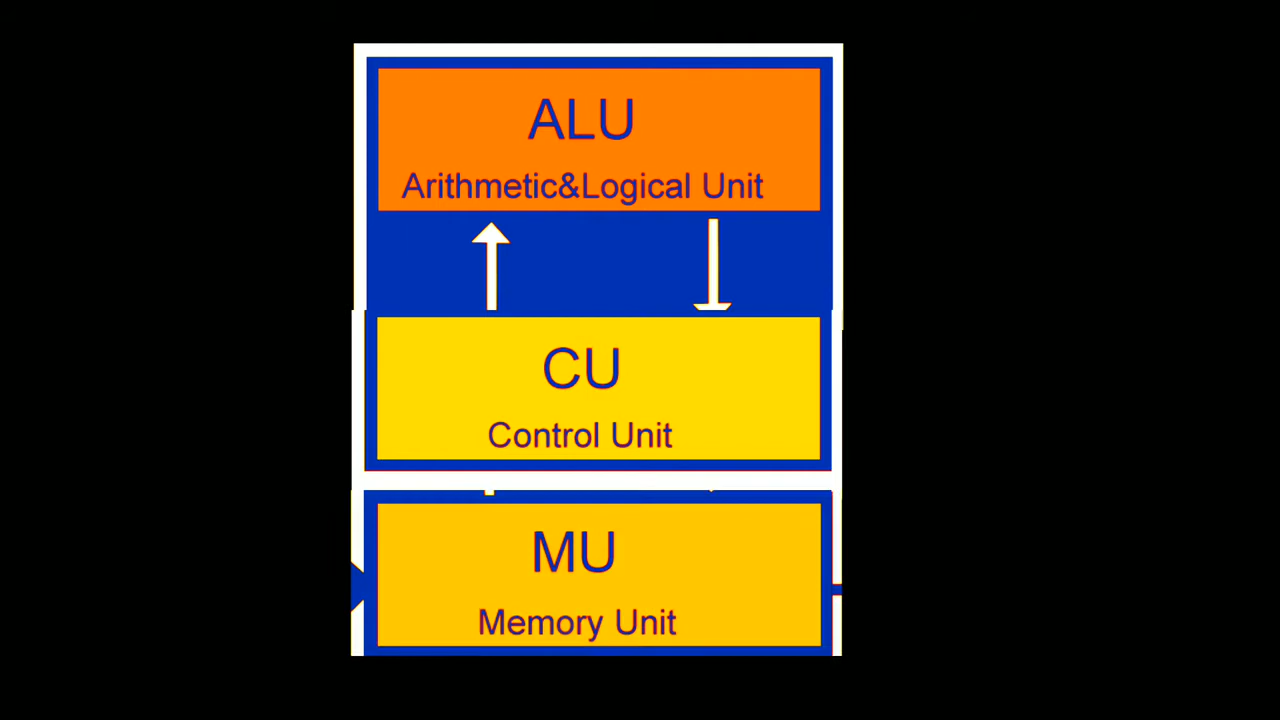 ALU
Arithmetic&Logical Unit
CU
Control Unit
MU
Memory Unit